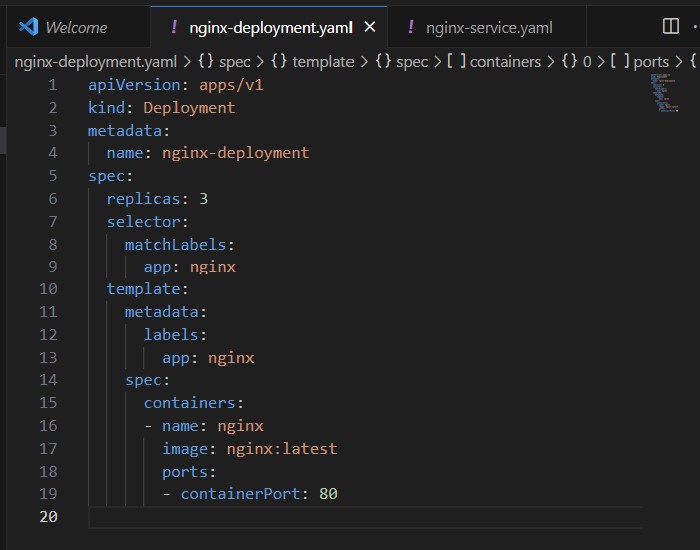 Welcome
! nginx-deployment.yaml ×
! nginx-service.yaml
nginx-deployment.yaml > {} spec > {} template > {} spec > [ ] containers > {} 0 > [ ] ports > {
1 apiVersion: apps/v1
2 kind: Deployment
3 metadata:
4   name: nginx-deployment
5 spec:
6   replicas: 3
7   selector:
8     matchLabels:
9       app: nginx
10   template:
11     metadata:
12       labels:
13         app: nginx
14     spec:
15       containers:
16       - name: nginx
17         image: nginx:latest
18         ports:
19         - containerPort: 80
20